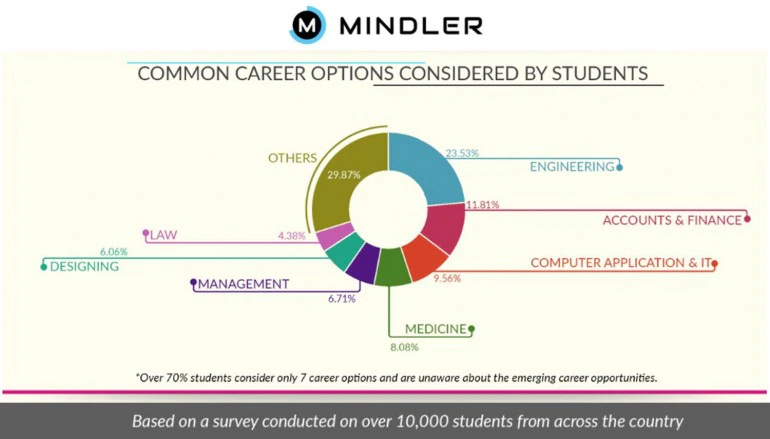 M MINDLER
COMMON CAREER OPTIONS CONSIDERED BY STUDENTS
OTHERS
29.87%
23.53%
ENGINEERING
11.81%
ACCOUNTS & FINANCE
LAW
4.38%
6.06%
DESIGNING
COMPUTER APPLICATION & IT
9.56%
MANAGEMENT
6.71%
MEDICINE
8.08%
*Over 70% students consider only 7 career options and are unaware about the emerging career opportunities.
Based on a survey conducted on over 10,000 students from across the country